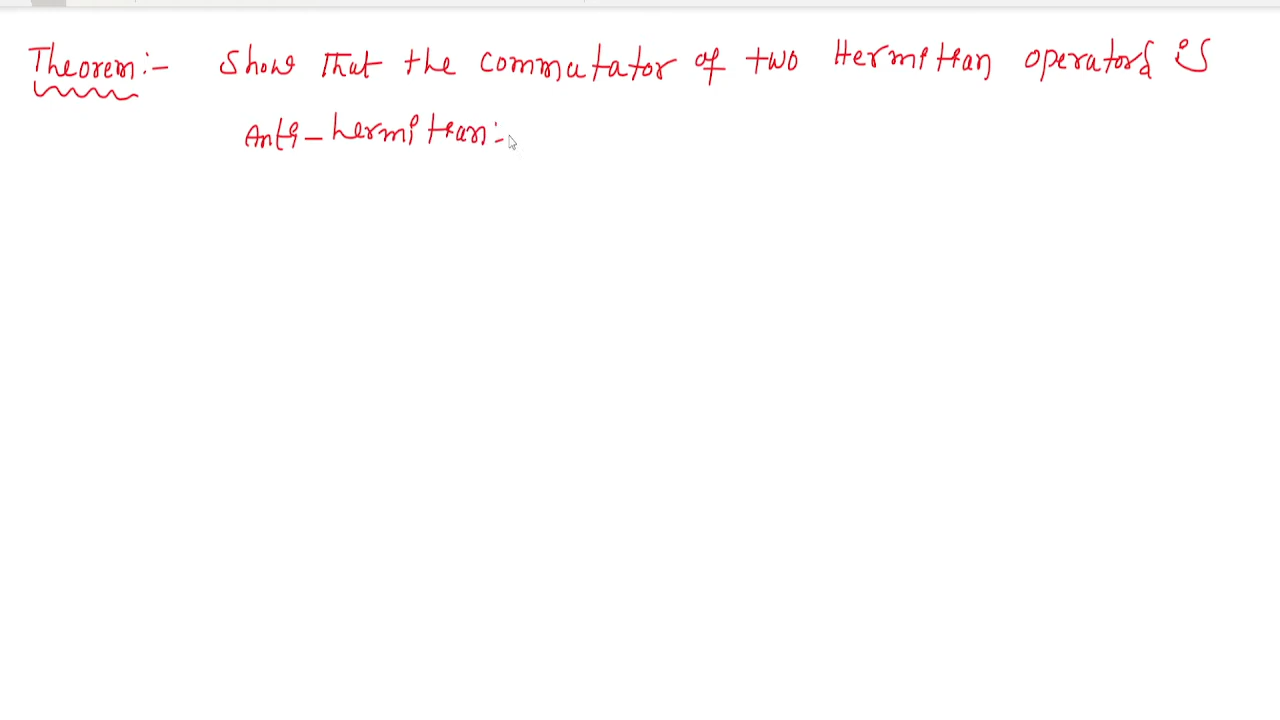 Theorem:- Show that the commutator of two Hermitian operators is
Anti-hermitian:-